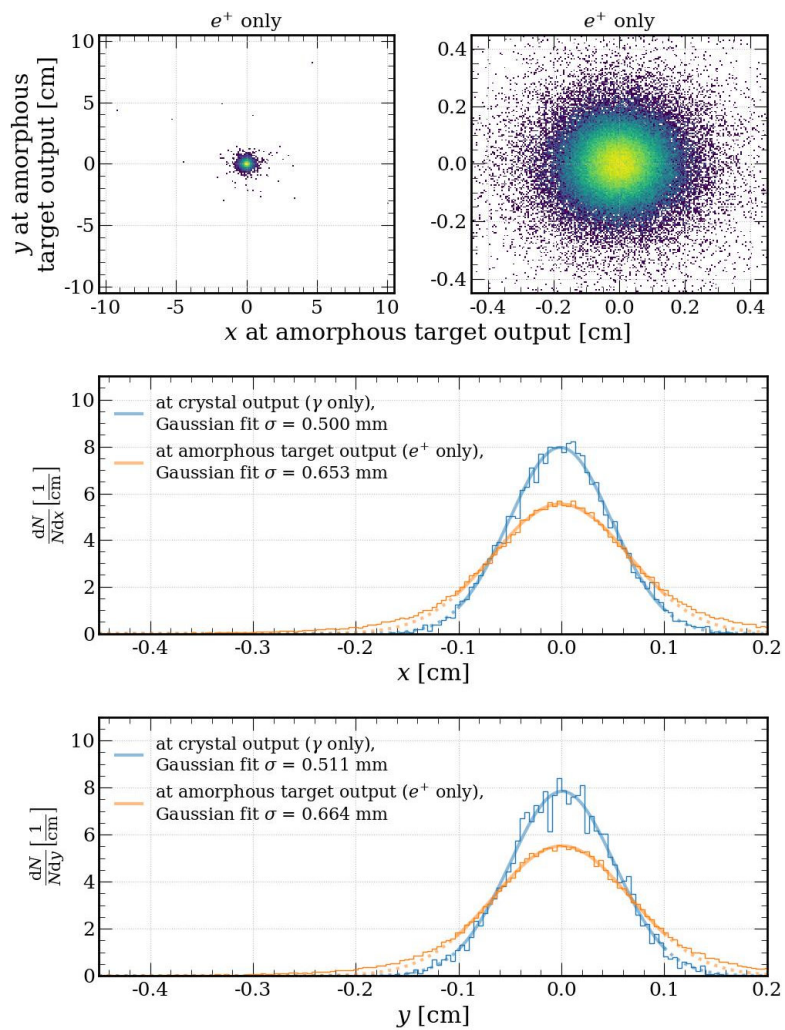 e⁺ only
e⁺ only
y at amorphous
target output [cm]
10
5
0
-5
-10
-10 -5 0 5 10
0.4
0.2
0.0
-0.2
-0.4
-0.4 -0.2 0.0 0.2 0.4
x at amorphous target output [cm]
dN/Ndx [1/cm]
10
8
6
4
2
0
at crystal output (γ only),
Gaussian fit σ = 0.500 mm
at amorphous target output (e⁺ only),
Gaussian fit σ = 0.653 mm
-0.4 -0.3 -0.2 -0.1 0.0 0.1 0.2
x [cm]
dN/Ndy [1/cm]
10
8
6
4
2
0
at crystal output (γ only),
Gaussian fit σ = 0.511 mm
at amorphous target output (e⁺ only),
Gaussian fit σ = 0.664 mm
-0.4 -0.3 -0.2 -0.1 0.0 0.1 0.2
y [cm]